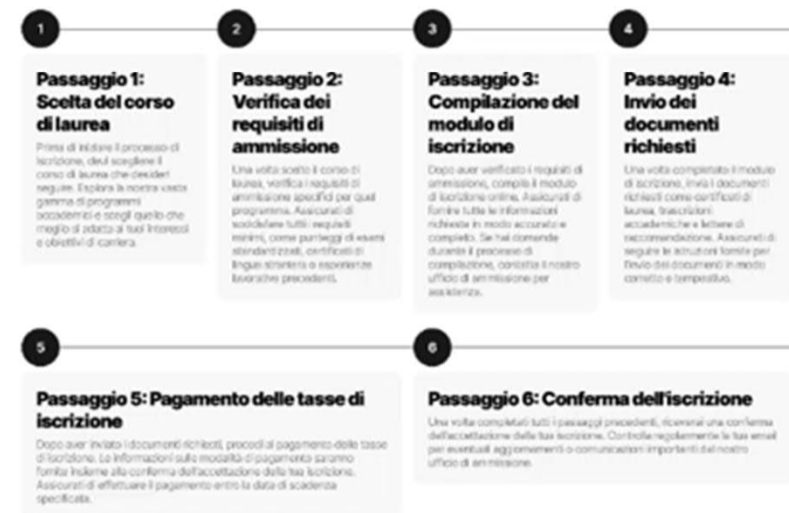 1
Passaggio 1:
Scelta del corso
di laurea
Prima di iniziare il processo di
iscrizione, devi scegliere il
corso di laurea che desideri
seguire. Esplora la nostra vasta
gamma di programmi
accademici e scegli quello che
meglio si adatta ai tuoi interessi
e obiettivi di carriera.
2
Passaggio 2:
Verifica dei
requisiti di
ammissione
Una volta scelto il corso di
laurea, verifica i requisiti di
ammissione specifici per quel
programma. Assicurati di
soddisfare tutti i requisiti
minimi, come punteggi di esami
standardizzati, certificati di
lingua straniera o esperienze
lavorative precedenti.
3
Passaggio 3:
Compilazione del
modulo di
iscrizione
Dopo aver verificato i requisiti di
ammissione, compila il modulo
di iscrizione online. Assicurati di
fornire tutte le informazioni
richieste in modo accurato e
completo. Se hai domande
durante il processo di
compilazione, contatta il nostro
ufficio di ammissione per
assistenza.
4
Passaggio 4:
Invio dei
documenti
richiesti
Una volta completato il modulo
di iscrizione, invia i documenti
richiesti come certificati di
laurea, trascrizioni
accademiche e lettere di
raccomandazione. Assicurati di
seguire le istruzioni fornite per
l'invio dei documenti in modo
corretto e tempestivo.
5
Passaggio 5: Pagamento delle tasse di
iscrizione
Dopo aver inviato i documenti richiesti, procedi al pagamento delle tasse
di iscrizione. Le informazioni sulle modalità di pagamento saranno
fornite insieme alla conferma dell'accettazione della tua iscrizione.
Assicurati di effettuare il pagamento entro la data di scadenza
specificata.
6
Passaggio 6: Conferma dell'iscrizione
Una volta completati tutti i passaggi precedenti, riceverai una conferma
dell'accettazione della tua iscrizione. Controlla regolarmente la tua email
per eventuali aggiornamenti o comunicazioni importanti dal nostro
ufficio di ammissione.